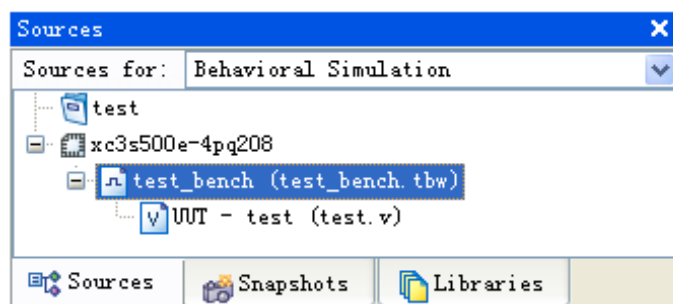 Sources
Sources for: Behavioral Simulation
test
xc3s500e-4pq208
test_bench (test_bench.tbw)
V UUT - test (test.v)
Sources Snapshots Libraries